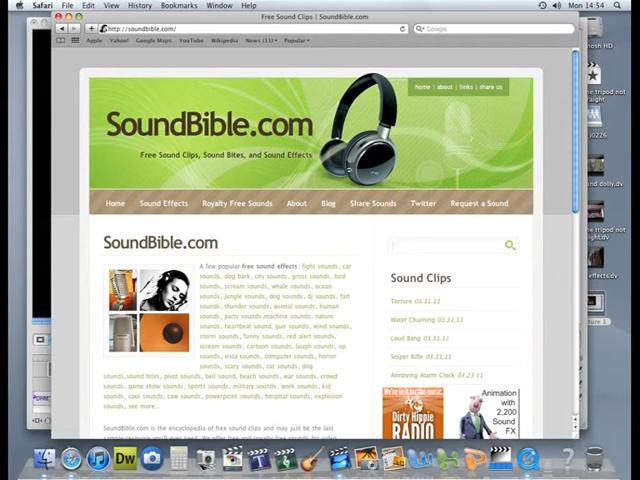 Safari File Edit View History Bookmarks Window Help
Mon 14:54
Free Sound Clips | SoundBible.com
http://soundbible.com/
Google
Apple Yahoo! Google Maps YouTube Wikipedia News (11) Popular
home | about | links | share us
SoundBible.com
Free Sound Clips, Sound Bites, and Sound Effects
Home Sound Effects Royalty Free Sounds About Blog Share Sounds Twitter Request a Sound
SoundBible.com
A few popular free sound effects: fight sounds, car
sounds, dog bark, city sounds, gross sounds, bird
sounds, scream sounds, whale sounds, ocean
sounds, jungle sounds, dog sounds, dj sounds, fart
sounds, thunder sounds, animal sounds, human
sounds, party sounds, machine sounds, nature
sounds, heartbeat sound, gun sounds, wind sounds,
storm sounds, funny sounds, red alert sounds,
scream sounds, cartoon sounds, laugh sounds, xp
sounds, vista sounds, computer sounds, horror
sounds, scary sounds, cat sounds, dog
sounds,sound bites, pivot sounds, bell sound, beach sounds, war sounds, crowd
sounds, game show sounds, sports sounds, military sounds, work sounds, kid
sounds, cool sounds, cow sounds, powerpoint sounds, hospital sounds, explosion
sounds, see more...
SoundBible.com is the encyclopedia of free sound clips and may just be the last
Sound Clips
Torture 03.31.11
Water Churning 03.31.11
Loud Bang 03.31.11
Sniper Rifle 03.31.11
Annoying Alarm Clock 03.23.11
We're in it for the music.
Dirty Hippie
RADIO
Animation
with
2,200
Sound
FX
J0226
Dw